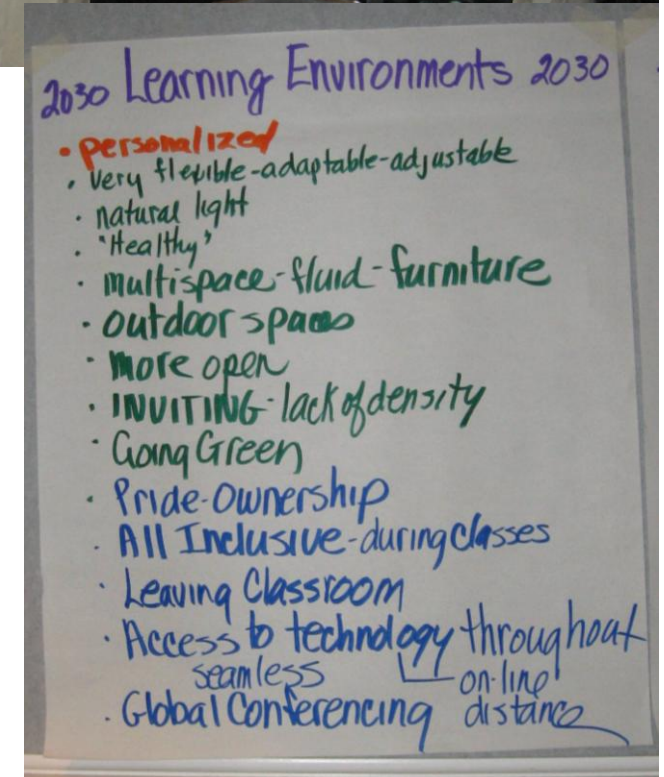 2030 Learning Environments 2030
• personalized
• very flexible-adaptable-adjustable
• natural light
• "Healthy"
• multispace-fluid-furniture
• outdoor spaces
• more open
• INVITING-lack of density
• Going Green
• Pride-Ownership
• All Inclusive-during classes
• Leaving Classroom
• Access to technology throughout
seamless on-line
• Global Conferencing distance